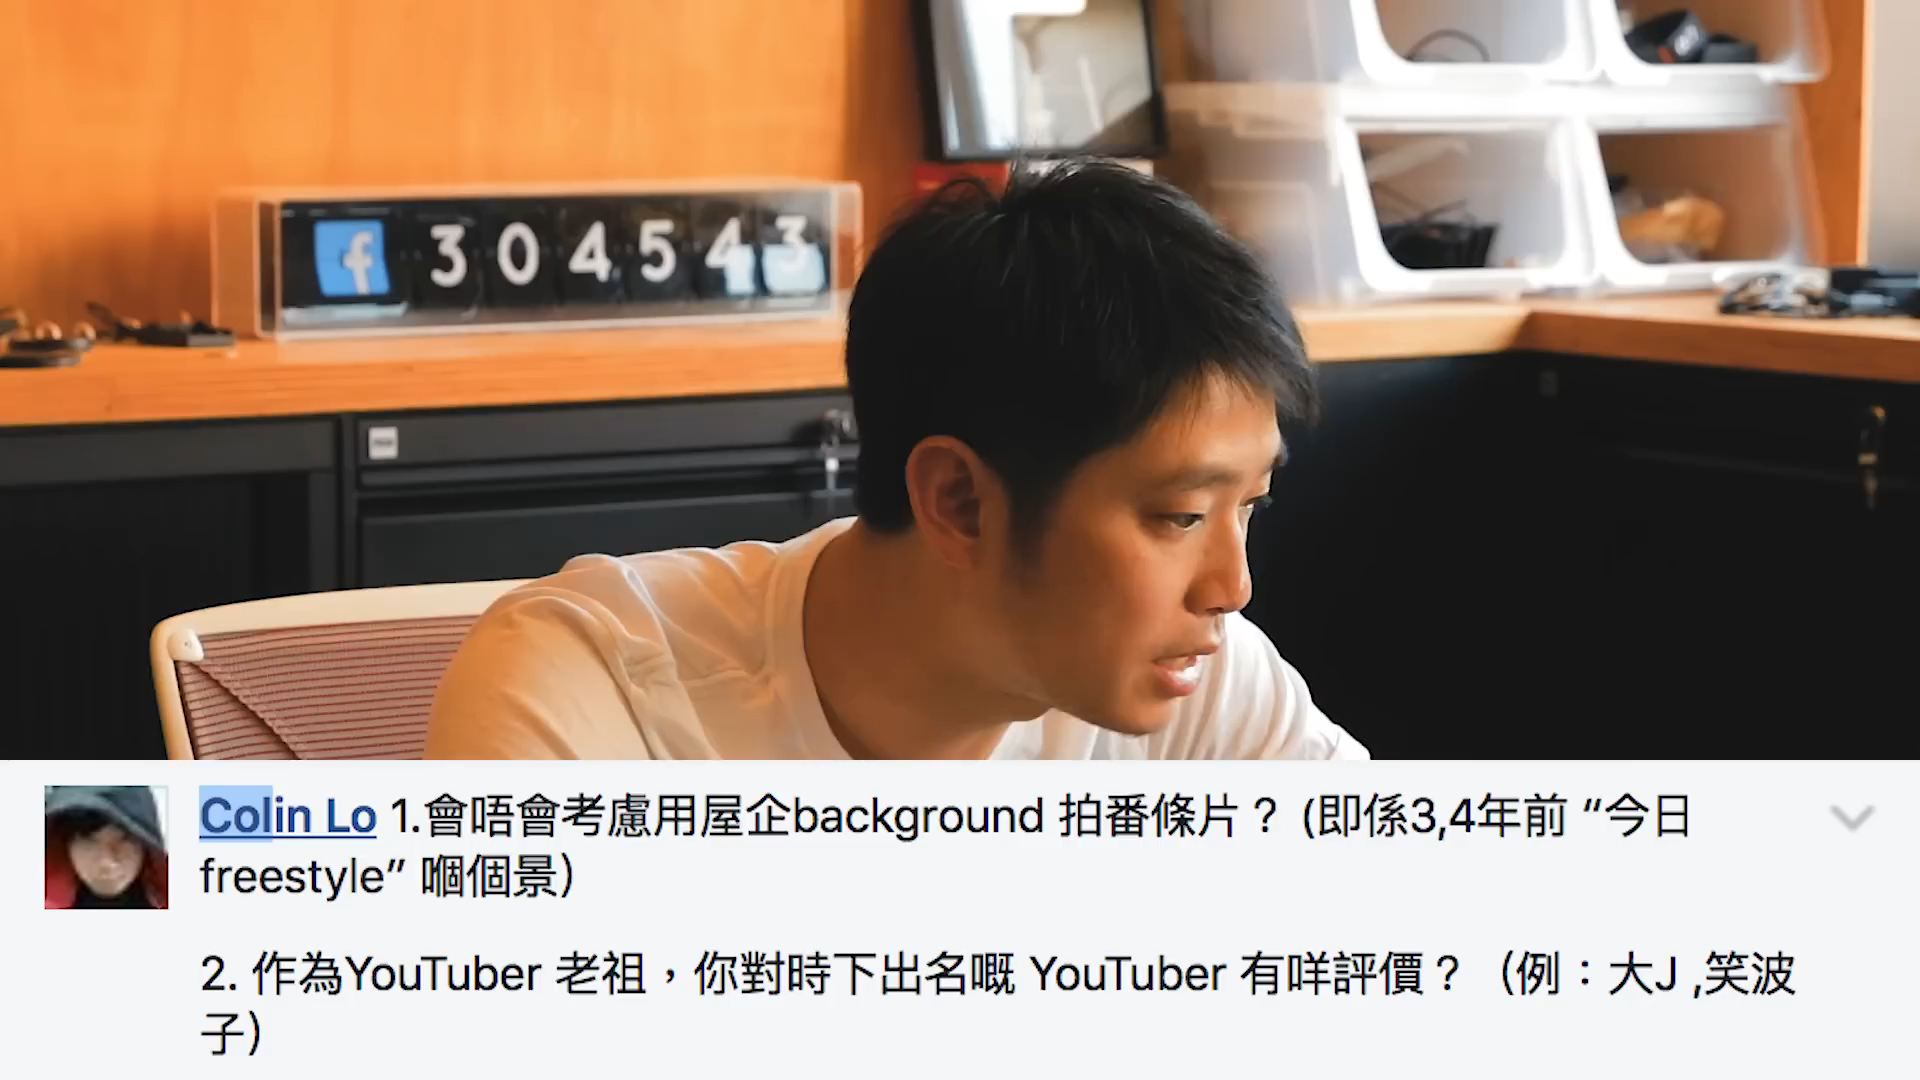 f 304543
Colin Lo 1.會唔會考慮用屋企background 拍番條片？ (即係3,4年前 “今日
freestyle” 嗰個景）
2. 作為YouTuber 老祖，你對時下出名嘅 YouTuber 有咩評價？（例：大J ,笑波
子）